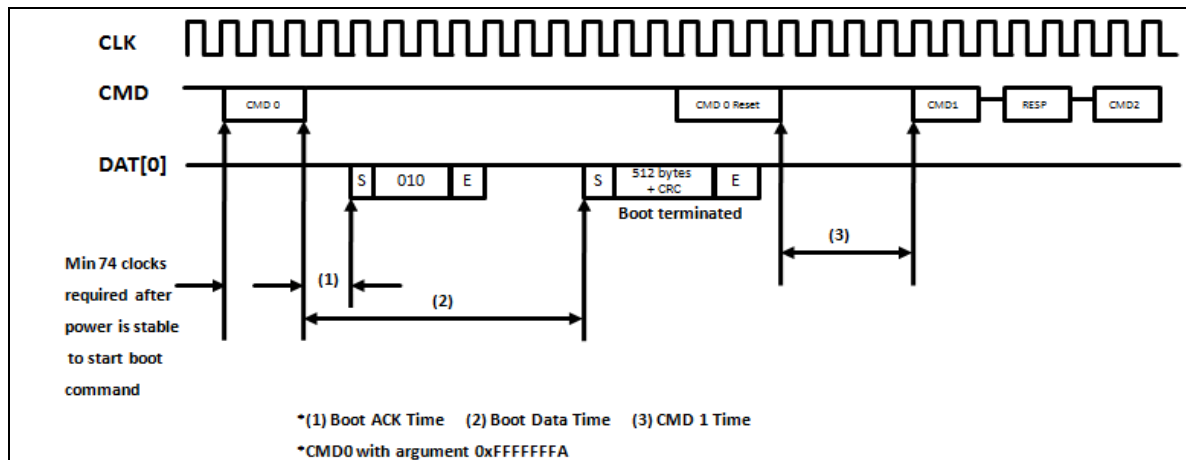 CLK
CMD
CMD 0
CMD 0 Reset
CMD1
RESP
CMD2
DAT[0]
S
010
E
S
512 bytes
+ CRC
E
Boot terminated
Min 74 clocks
required after
power is stable
to start boot
command
(1)
(2)
(3)
*(1) Boot ACK Time (2) Boot Data Time (3) CMD 1 Time
*CMD0 with argument 0xFFFFFFFA